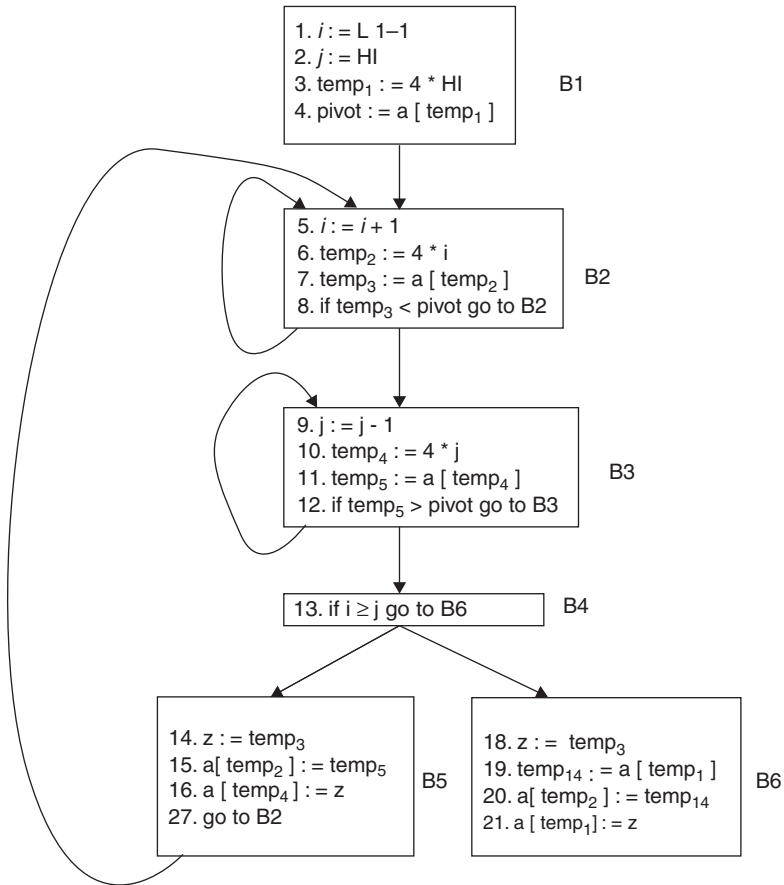 1. i : = L 1–1
2. j : = HI
3. temp₁ : = 4 * HI
4. pivot : = a [ temp₁ ]
B1
5. i : = i + 1
6. temp₂ : = 4 * i
7. temp₃ : = a [ temp₂ ]
8. if temp₃ < pivot go to B2
B2
9. j : = j - 1
10. temp₄ : = 4 * j
11. temp₅ : = a [ temp₄ ]
12. if temp₅ > pivot go to B3
B3
13. if i ≥ j go to B6
B4
14. z : = temp₃
15. a[ temp₂ ] : = temp₅
16. a [ temp₄ ] : = z
27. go to B2
B5
18. z : = temp₃
19. temp₁₄ : = a [ temp₁ ]
20. a[ temp₂ ] : = temp₁₄
21. a [ temp₁] : = z
B6